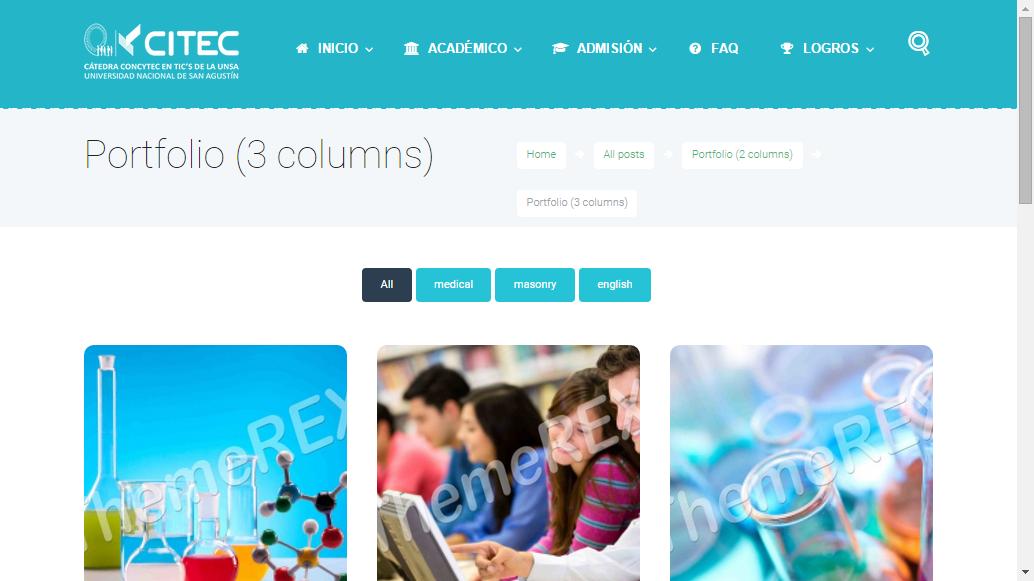 CITEC
CÁTEDRA CONCYTEC EN TIC'S DE LA UNSA
UNIVERSIDAD NACIONAL DE SAN AGUSTÍN
INICIO ACADÉMICO ADMISIÓN FAQ LOGROS
Portfolio (3 columns)
Home All posts Portfolio (2 columns)
Portfolio (3 columns)
All medical masonry english
ThemeREX ThemeREX ThemeREX